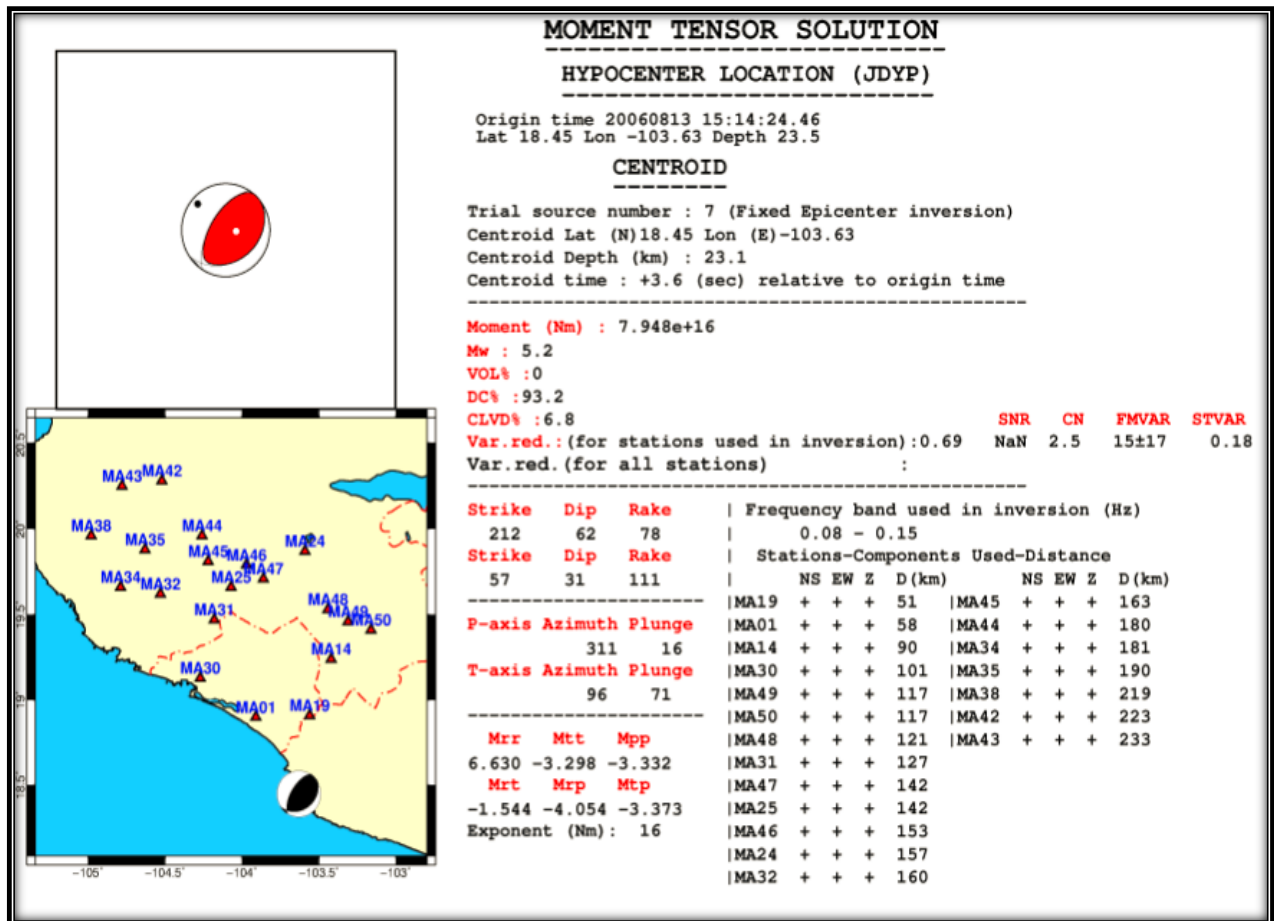 MOMENT TENSOR SOLUTION
HYPOCENTER LOCATION (JDYP)
Origin time 20060813 15:14:24.46
Lat 18.45 Lon -103.63 Depth 23.5
CENTROID
Trial source number : 7 (Fixed Epicenter inversion)
Centroid Lat (N)18.45 Lon (E)-103.63
Centroid Depth (km) : 23.1
Centroid time : +3.6 (sec) relative to origin time
Moment (Nm) : 7.948e+16
Mw : 5.2
VOL% :0
DC% :93.2
CLVD% :6.8 SNR CN FMVAR STVAR
Var.red.:(for stations used in inversion):0.69 NaN 2.5 15±17 0.18
Var.red.(for all stations) :
Strike Dip Rake
212 62 78
Strike Dip Rake
57 31 111
P-axis Azimuth Plunge
311 16
T-axis Azimuth Plunge
96 71
Mrr Mtt Mpp
6.630 -3.298 -3.332
Mrt Mrp Mtp
-1.544 -4.054 -3.373
Exponent (Nm): 16
| Frequency band used in inversion (Hz)
| 0.08 - 0.15
| Stations-Components Used-Distance
| NS EW Z D(km) NS EW Z D(km)
|MA19 + + + 51 |MA45 + + + 163
|MA01 + + + 58 |MA44 + + + 180
|MA14 + + + 90 |MA34 + + + 181
|MA30 + + + 101 |MA35 + + + 190
|MA49 + + + 117 |MA38 + + + 219
|MA50 + + + 117 |MA42 + + + 223
|MA48 + + + 121 |MA43 + + + 233
|MA31 + + + 127
|MA47 + + + 142
|MA25 + + + 142
|MA46 + + + 153
|MA24 + + + 157
|MA32 + + + 160
MA43 MA42
MA38 MA44
MA35 MA24
MA45 MA46
MA47
MA34 MA32 MA25
MA31 MA48
MA49
MA50
MA14
MA30
MA01 MA19
20.5°
20°
19.5°
19°
18.5°
-105° -104.5° -104° -103.5° -103°